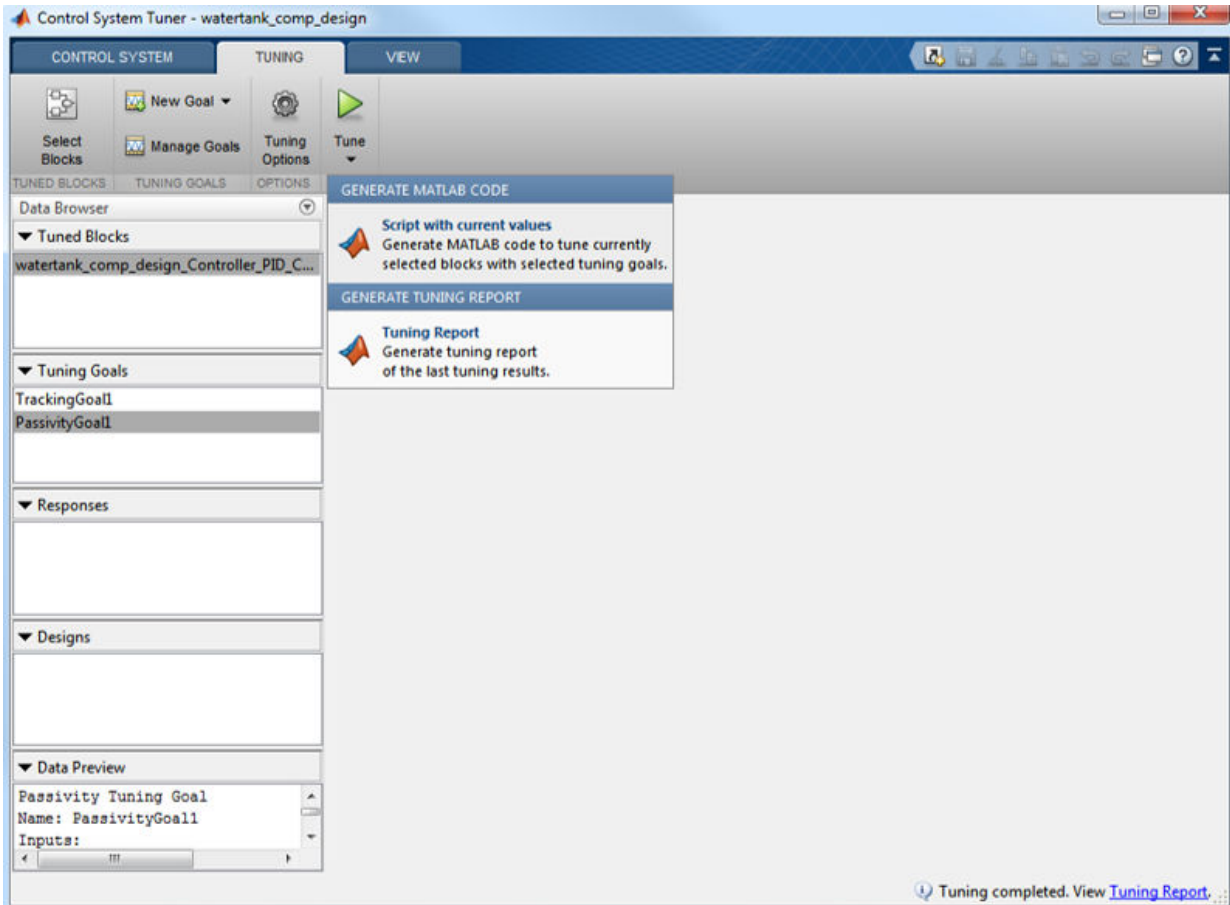 Control System Tuner - watertank_comp_design
CONTROL SYSTEM
TUNING
VIEW
New Goal
Select
Blocks
Manage Goals
Tuning
Options
Tune
TUNED BLOCKS
TUNING GOALS
OPTIONS
GENERATE MATLAB CODE
Script with current values
Generate MATLAB code to tune currently
selected blocks with selected tuning goals.
GENERATE TUNING REPORT
Tuning Report
Generate tuning report
of the last tuning results.
Data Browser
Tuned Blocks
watertank_comp_design_Controller_PID_C...
Tuning Goals
TrackingGoal1
PassivityGoal1
Responses
Designs
Data Preview
Passivity Tuning Goal
Name: PassivityGoal1
Inputs:
Tuning completed. View Tuning Report.